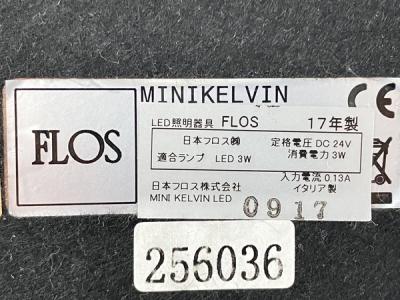 FLOS
MINIKELVIN
CE
LED照明器具 FLOS 17年製
日本フロス㈱ 定格電圧 DC 24V
適合ランプ LED 3W 消費電力 3W
入力電流 0.13A
日本フロス株式会社 イタリア製
MINI KELVIN LED
0917
256036